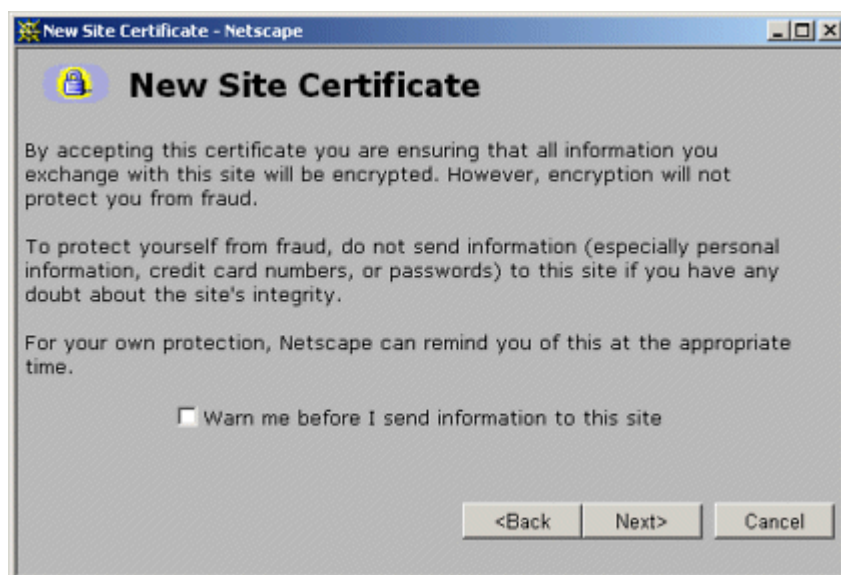 New Site Certificate - Netscape
New Site Certificate
By accepting this certificate you are ensuring that all information you
exchange with this site will be encrypted. However, encryption will not
protect you from fraud.
To protect yourself from fraud, do not send information (especially personal
information, credit card numbers, or passwords) to this site if you have any
doubt about the site's integrity.
For your own protection, Netscape can remind you of this at the appropriate
time.
Warn me before I send information to this site
<Back Next> Cancel